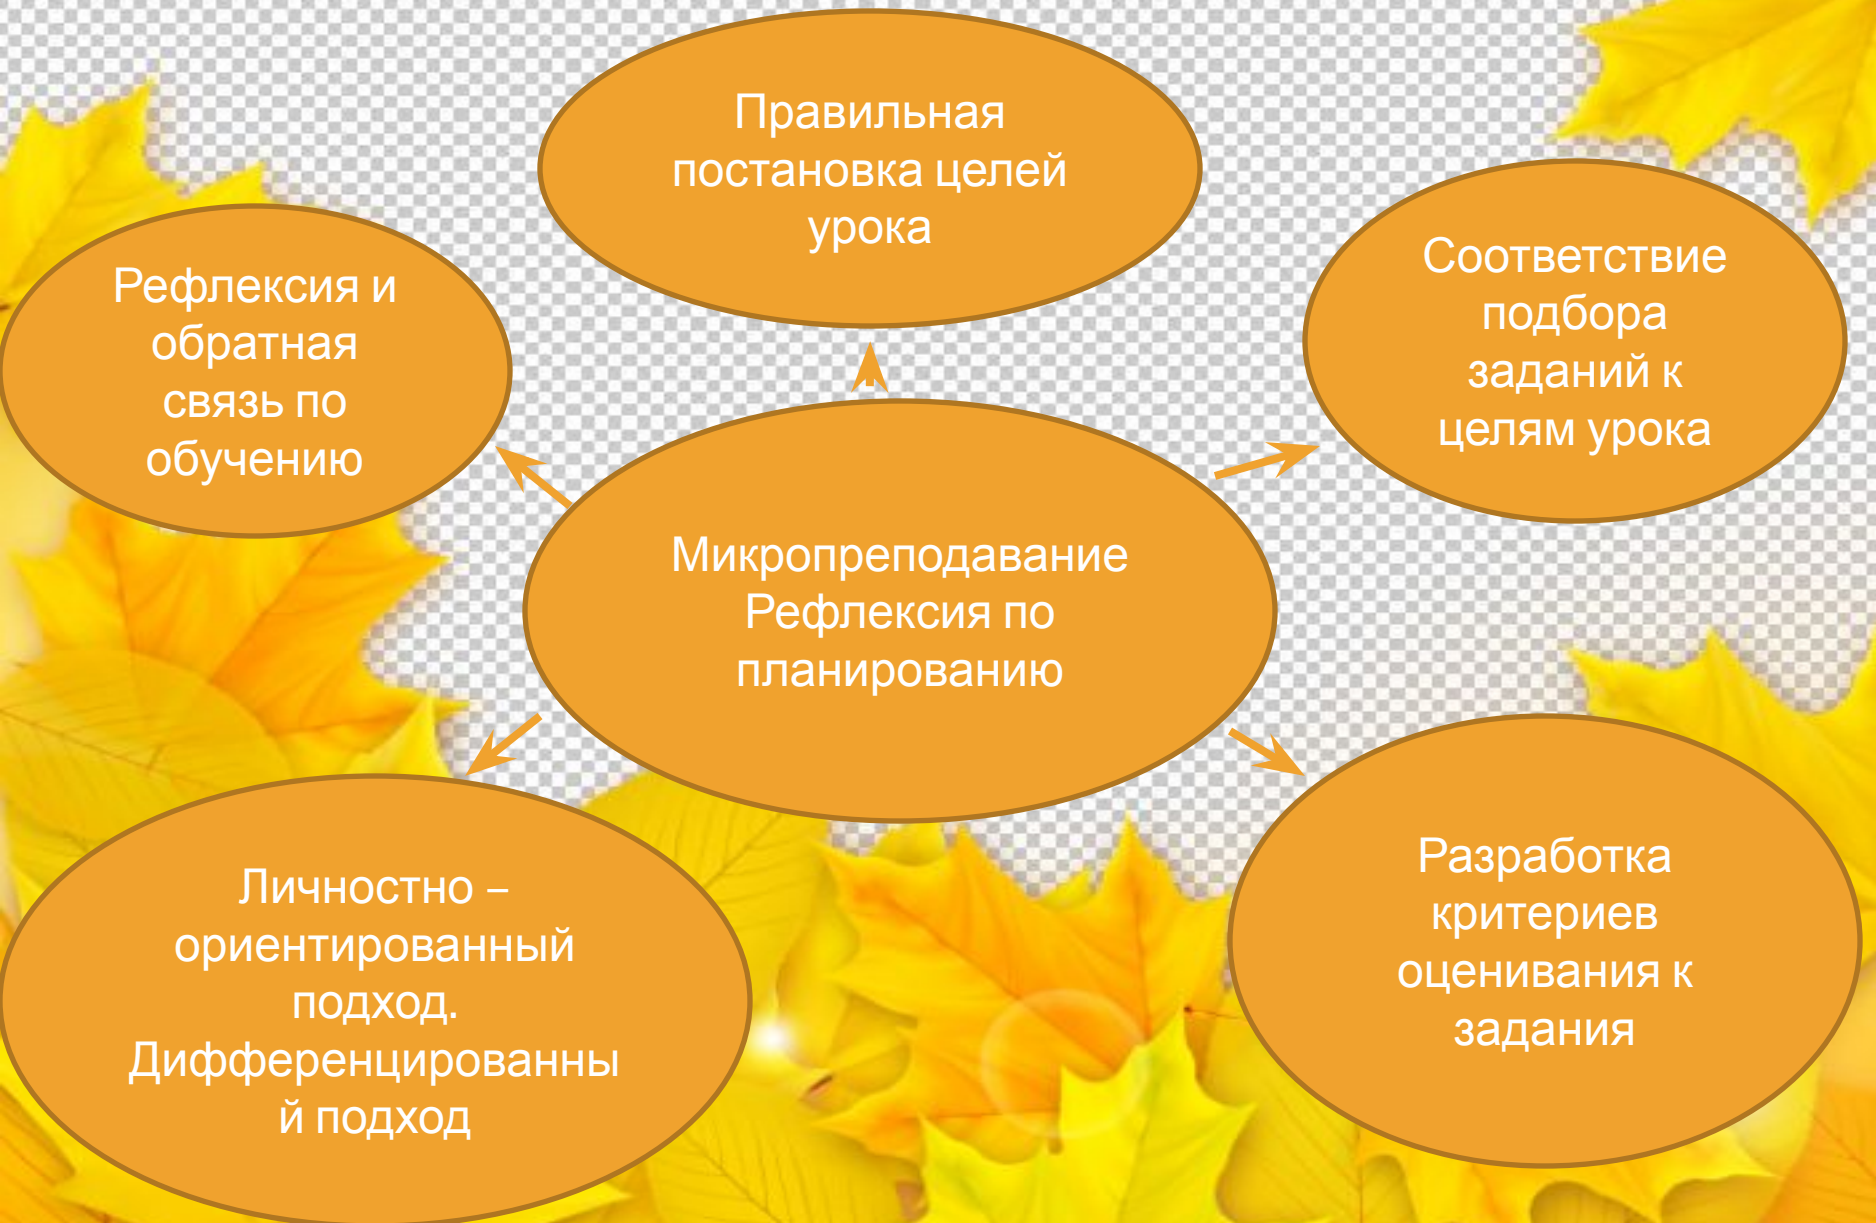 Правильная
постановка целей
урока
Рефлексия и
обратная
связь по
обучению
Соответствие
подбора
заданий к
целям урока
Микропреподавание
Рефлексия по
планированию
Личностно –
ориентированный
подход.
Дифференцированны
й подход
Разработка
критериев
оценивания к
задания